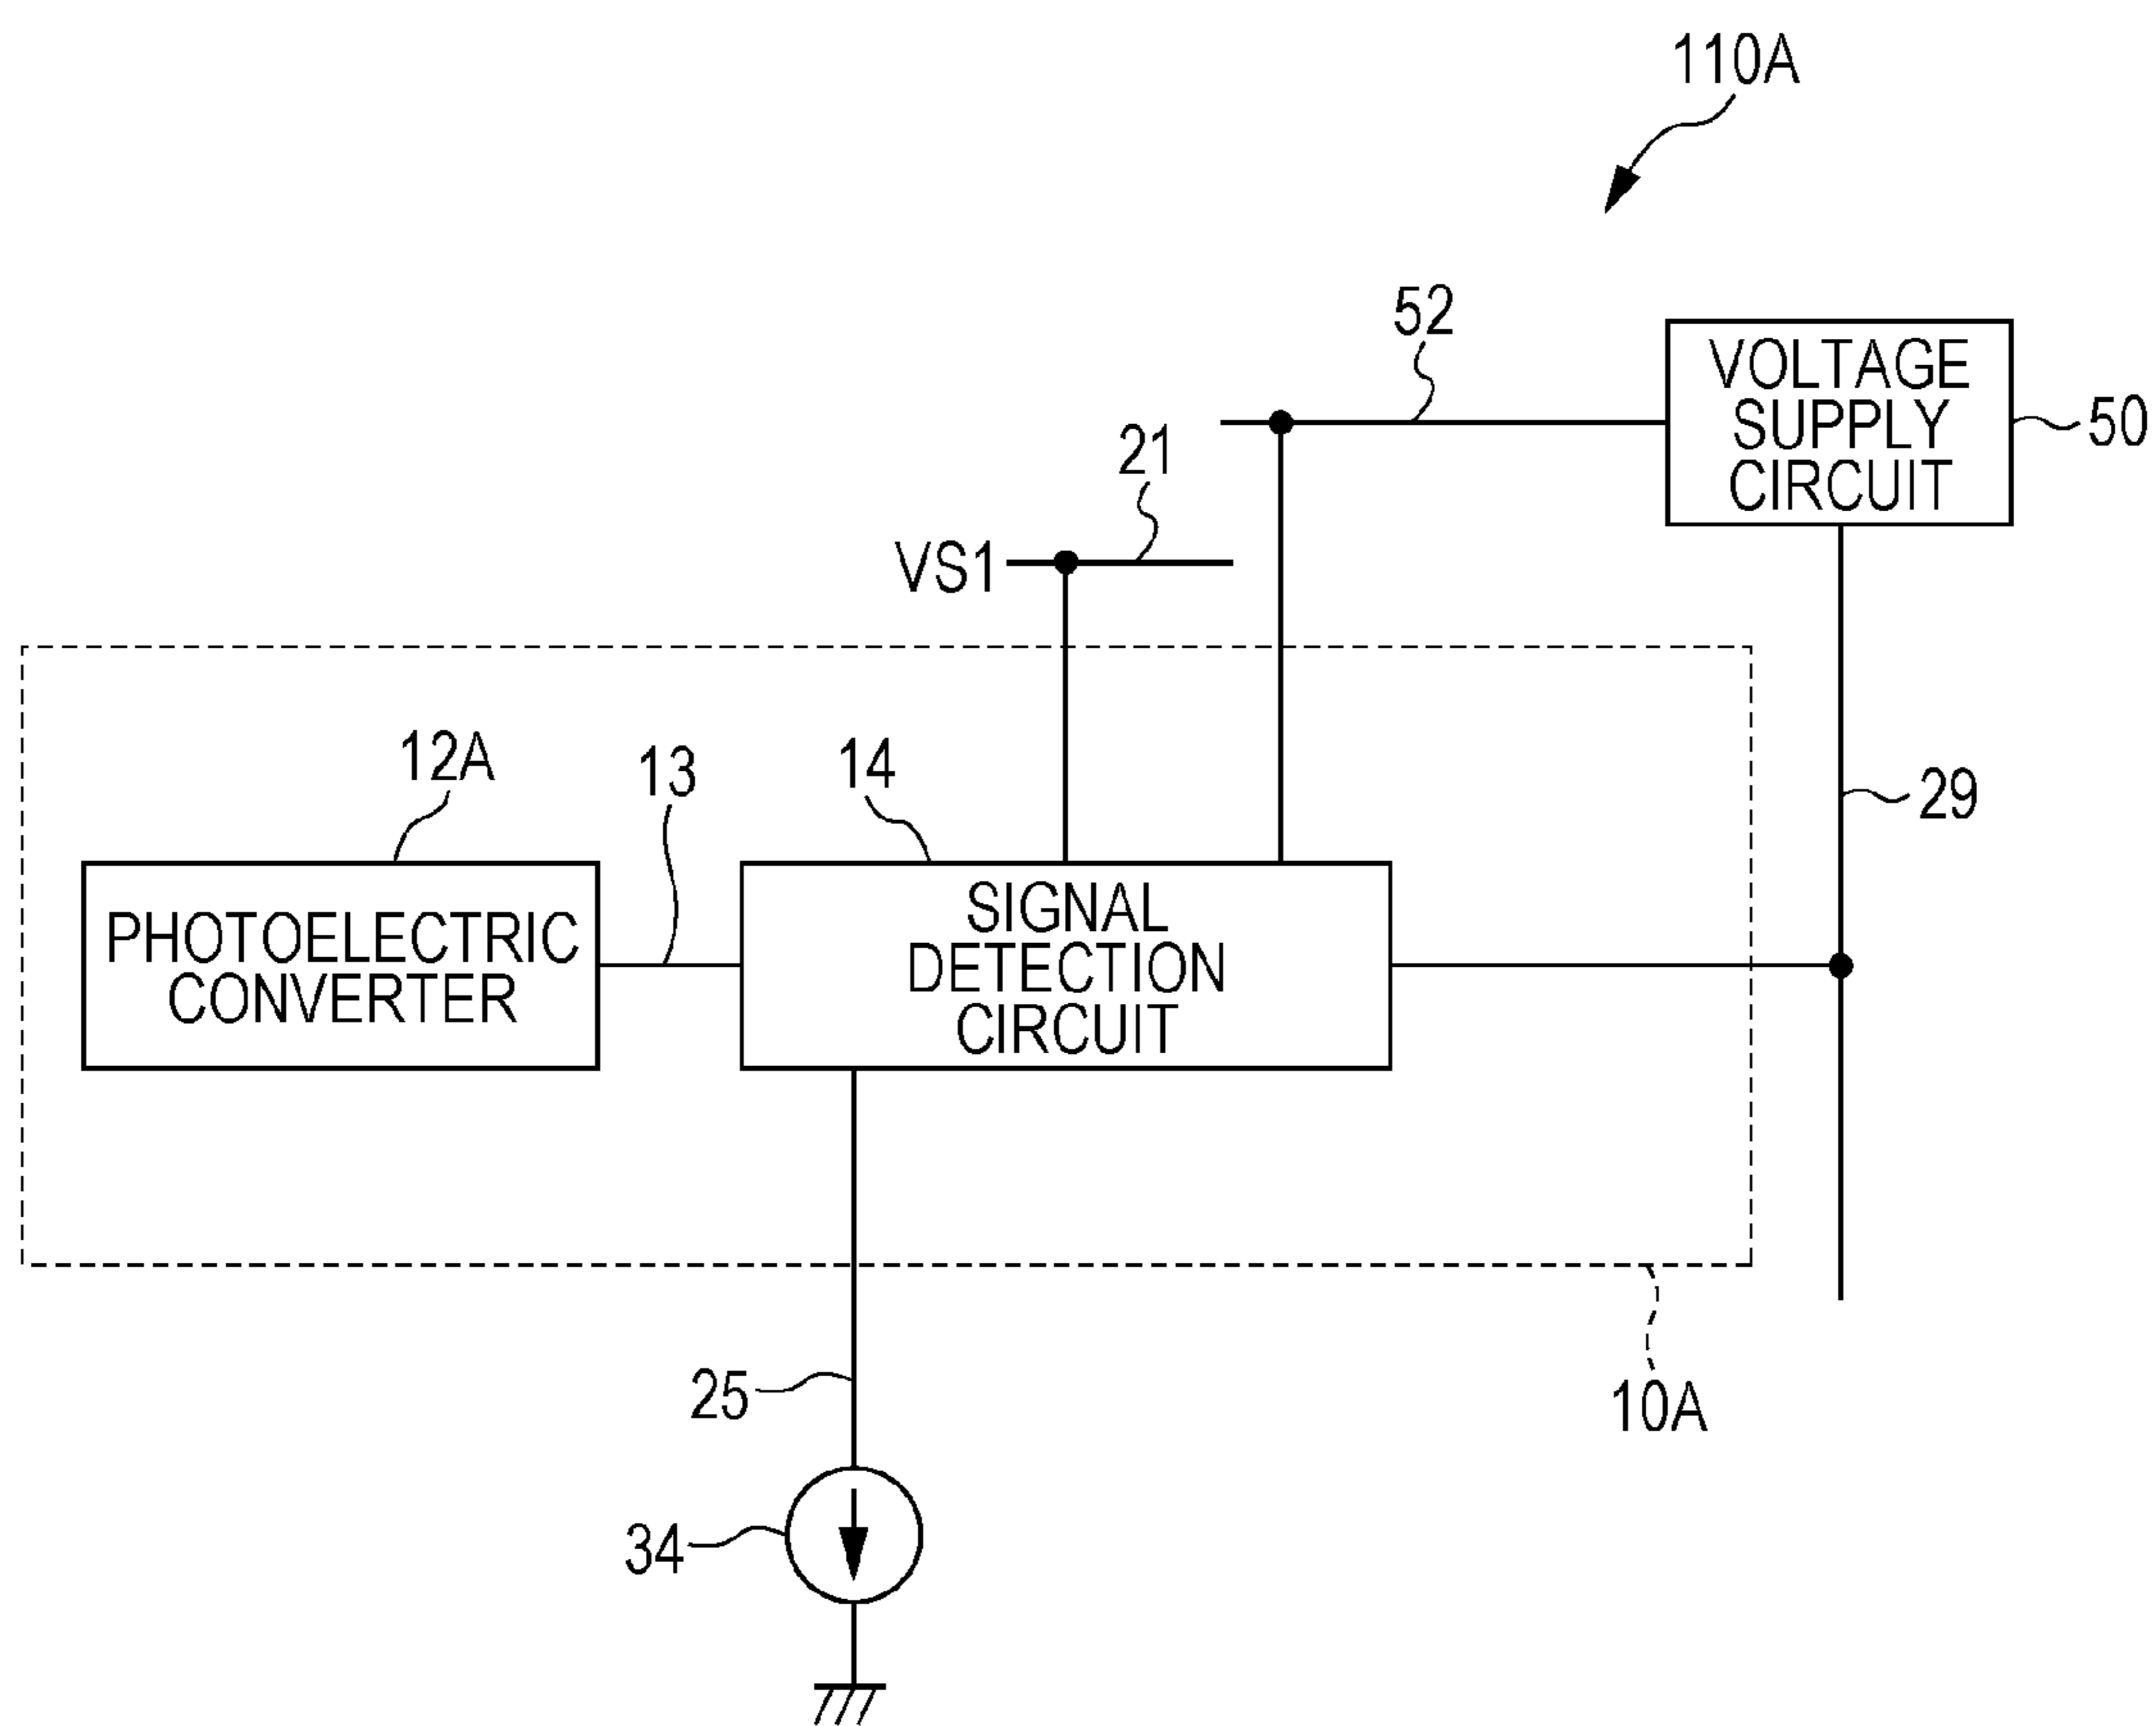 110A
52
VOLTAGE
SUPPLY
CIRCUIT
50
21
VS1
12A
13
14
29
PHOTOELECTRIC
CONVERTER
SIGNAL
DETECTION
CIRCUIT
25
10A
34